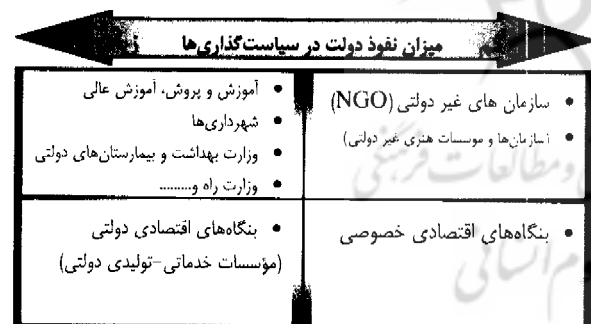 میزان نفوذ دولت در سیاست‌گذاری‌ها
• سازمان های غیر دولتی (NGO)
• (سازمان‌ها و موسسات هنری غیر دولتی)
• آموزش و پروش، آموزش عالی
• شهرداری‌ها
• وزارت بهداشت و بیمارستان‌های دولتی
• وزارت راه و.........
• بنگاه‌های اقتصادی خصوصی
• بنگاه‌های اقتصادی دولتی
(مؤسسات خدماتی-تولیدی دولتی)